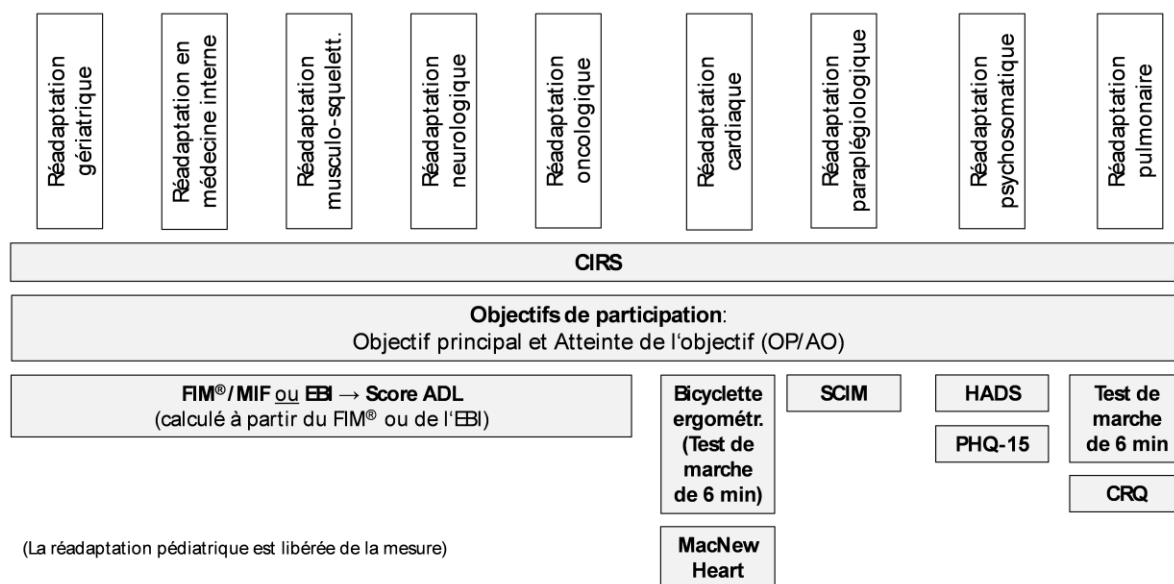 Réadaptation
gériatrique
Réadaptation en
médecine interne
Réadaptation
musculo-squelett.
Réadaptation
neurologique
Réadaptation
oncologique
Réadaptation
cardiaque
Réadaptation
paraplégiologique
Réadaptation
psychosomatique
Réadaptation
pulmonaire
CIRS
Objectifs de participation:
Objectif principal et Atteinte de l‘objectif (OP/AO)
FIM®/MIF ou EBI → Score ADL
(calculé à partir du FIM® ou de l‘EBI)
Bicyclette
ergométr.
(Test de
marche
de 6 min)
MacNew
Heart
SCIM
HADS
PHQ-15
Test de
marche
de 6 min
CRQ
(La réadaptation pédiatrique est libérée de la mesure)